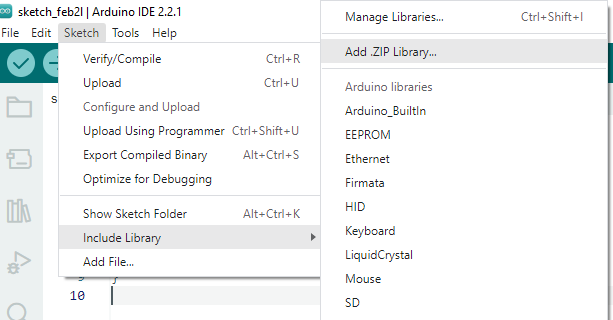 sketch_feb2l | Arduino IDE 2.2.1
File Edit Sketch Tools Help
Verify/Compile Ctrl+R
Upload Ctrl+U
Configure and Upload
Upload Using Programmer Ctrl+Shift+U
Export Compiled Binary Alt+Ctrl+S
Optimize for Debugging
Show Sketch Folder Alt+Ctrl+K
Include Library
Add File...
Manage Libraries... Ctrl+Shift+I
Add .ZIP Library...
Arduino libraries
Arduino_BuiltIn
EEPROM
Ethernet
Firmata
HID
Keyboard
LiquidCrystal
Mouse
SD
s
9 }
10